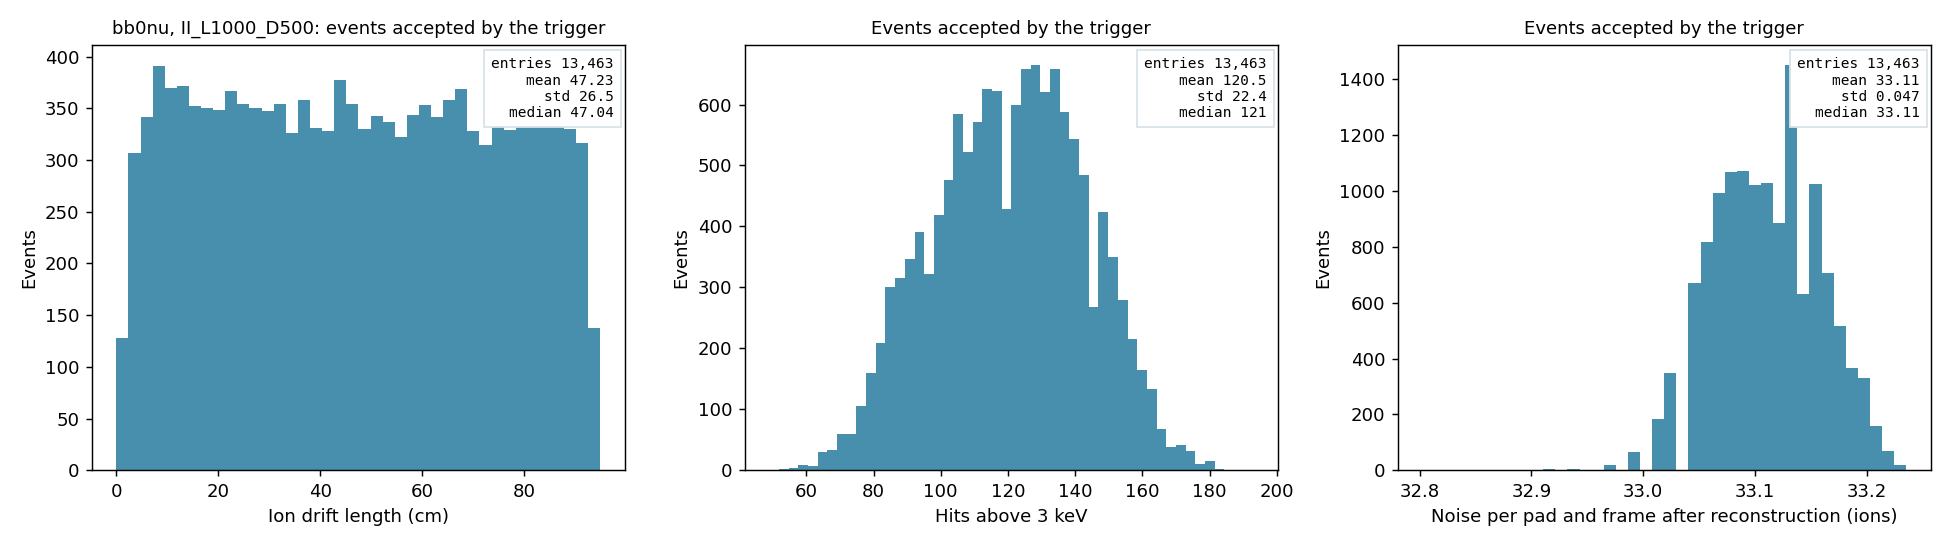 bb0nu, II_L1000_D500: events accepted by the trigger
entries 13,463
mean 47.23
std 26.5
median 47.04
400
350
300
250
200
150
100
50
0
Events
0 20 40 60 80
Ion drift length (cm)
Events accepted by the trigger
entries 13,463
mean 120.5
std 22.4
median 121
600
500
400
300
200
100
0
Events
60 80 100 120 140 160 180 200
Hits above 3 keV
Events accepted by the trigger
entries 13,463
mean 33.11
std 0.047
median 33.11
1400
1200
1000
800
600
400
200
0
Events
32.8 32.9 33.0 33.1 33.2
Noise per pad and frame after reconstruction (ions)